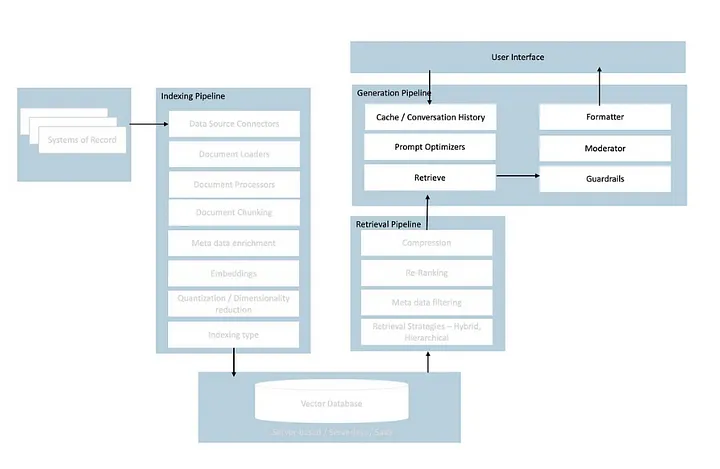 User Interface
Indexing Pipeline
Generation Pipeline
Systems of Record
Data Source Connectors
Document Loaders
Document Processors
Document Chunking
Meta data enrichment
Embeddings
Quantization / Dimensionality
reduction
Indexing type
Cache / Conversation History
Prompt Optimizers
Retrieve
Formatter
Moderator
Guardrails
Retrieval Pipeline
Compression
Re-Ranking
Meta data filtering
Retrieval Strategies – Hybrid,
Hierarchical
Vector Database